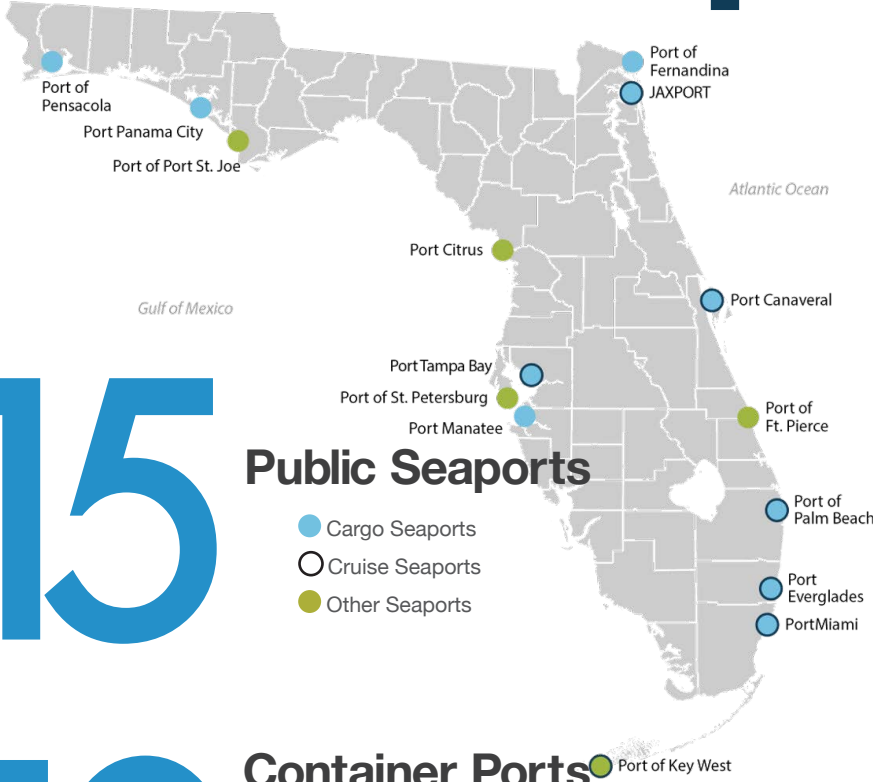 Port of
Fernandina
JAXPORT
Port of
Pensacola
Port Panama City
Port of Port St. Joe
Atlantic Ocean
Port Citrus
Port Canaveral
Gulf of Mexico
Port Tampa Bay
Port of St. Petersburg
Port Manatee
Port of
Ft. Pierce
15
Public Seaports
Cargo Seaports
Cruise Seaports
Other Seaports
Port of
Palm Beach
Port
Everglades
PortMiami
Container Ports
Port of Key West